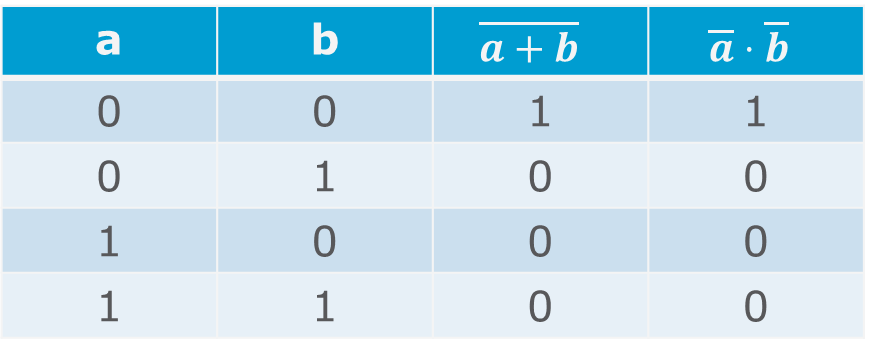 a b $\overline{a + b}$ $\overline{a} \cdot \overline{b}$
0 0 1 1
0 1 0 0
1 0 0 0
1 1 0 0